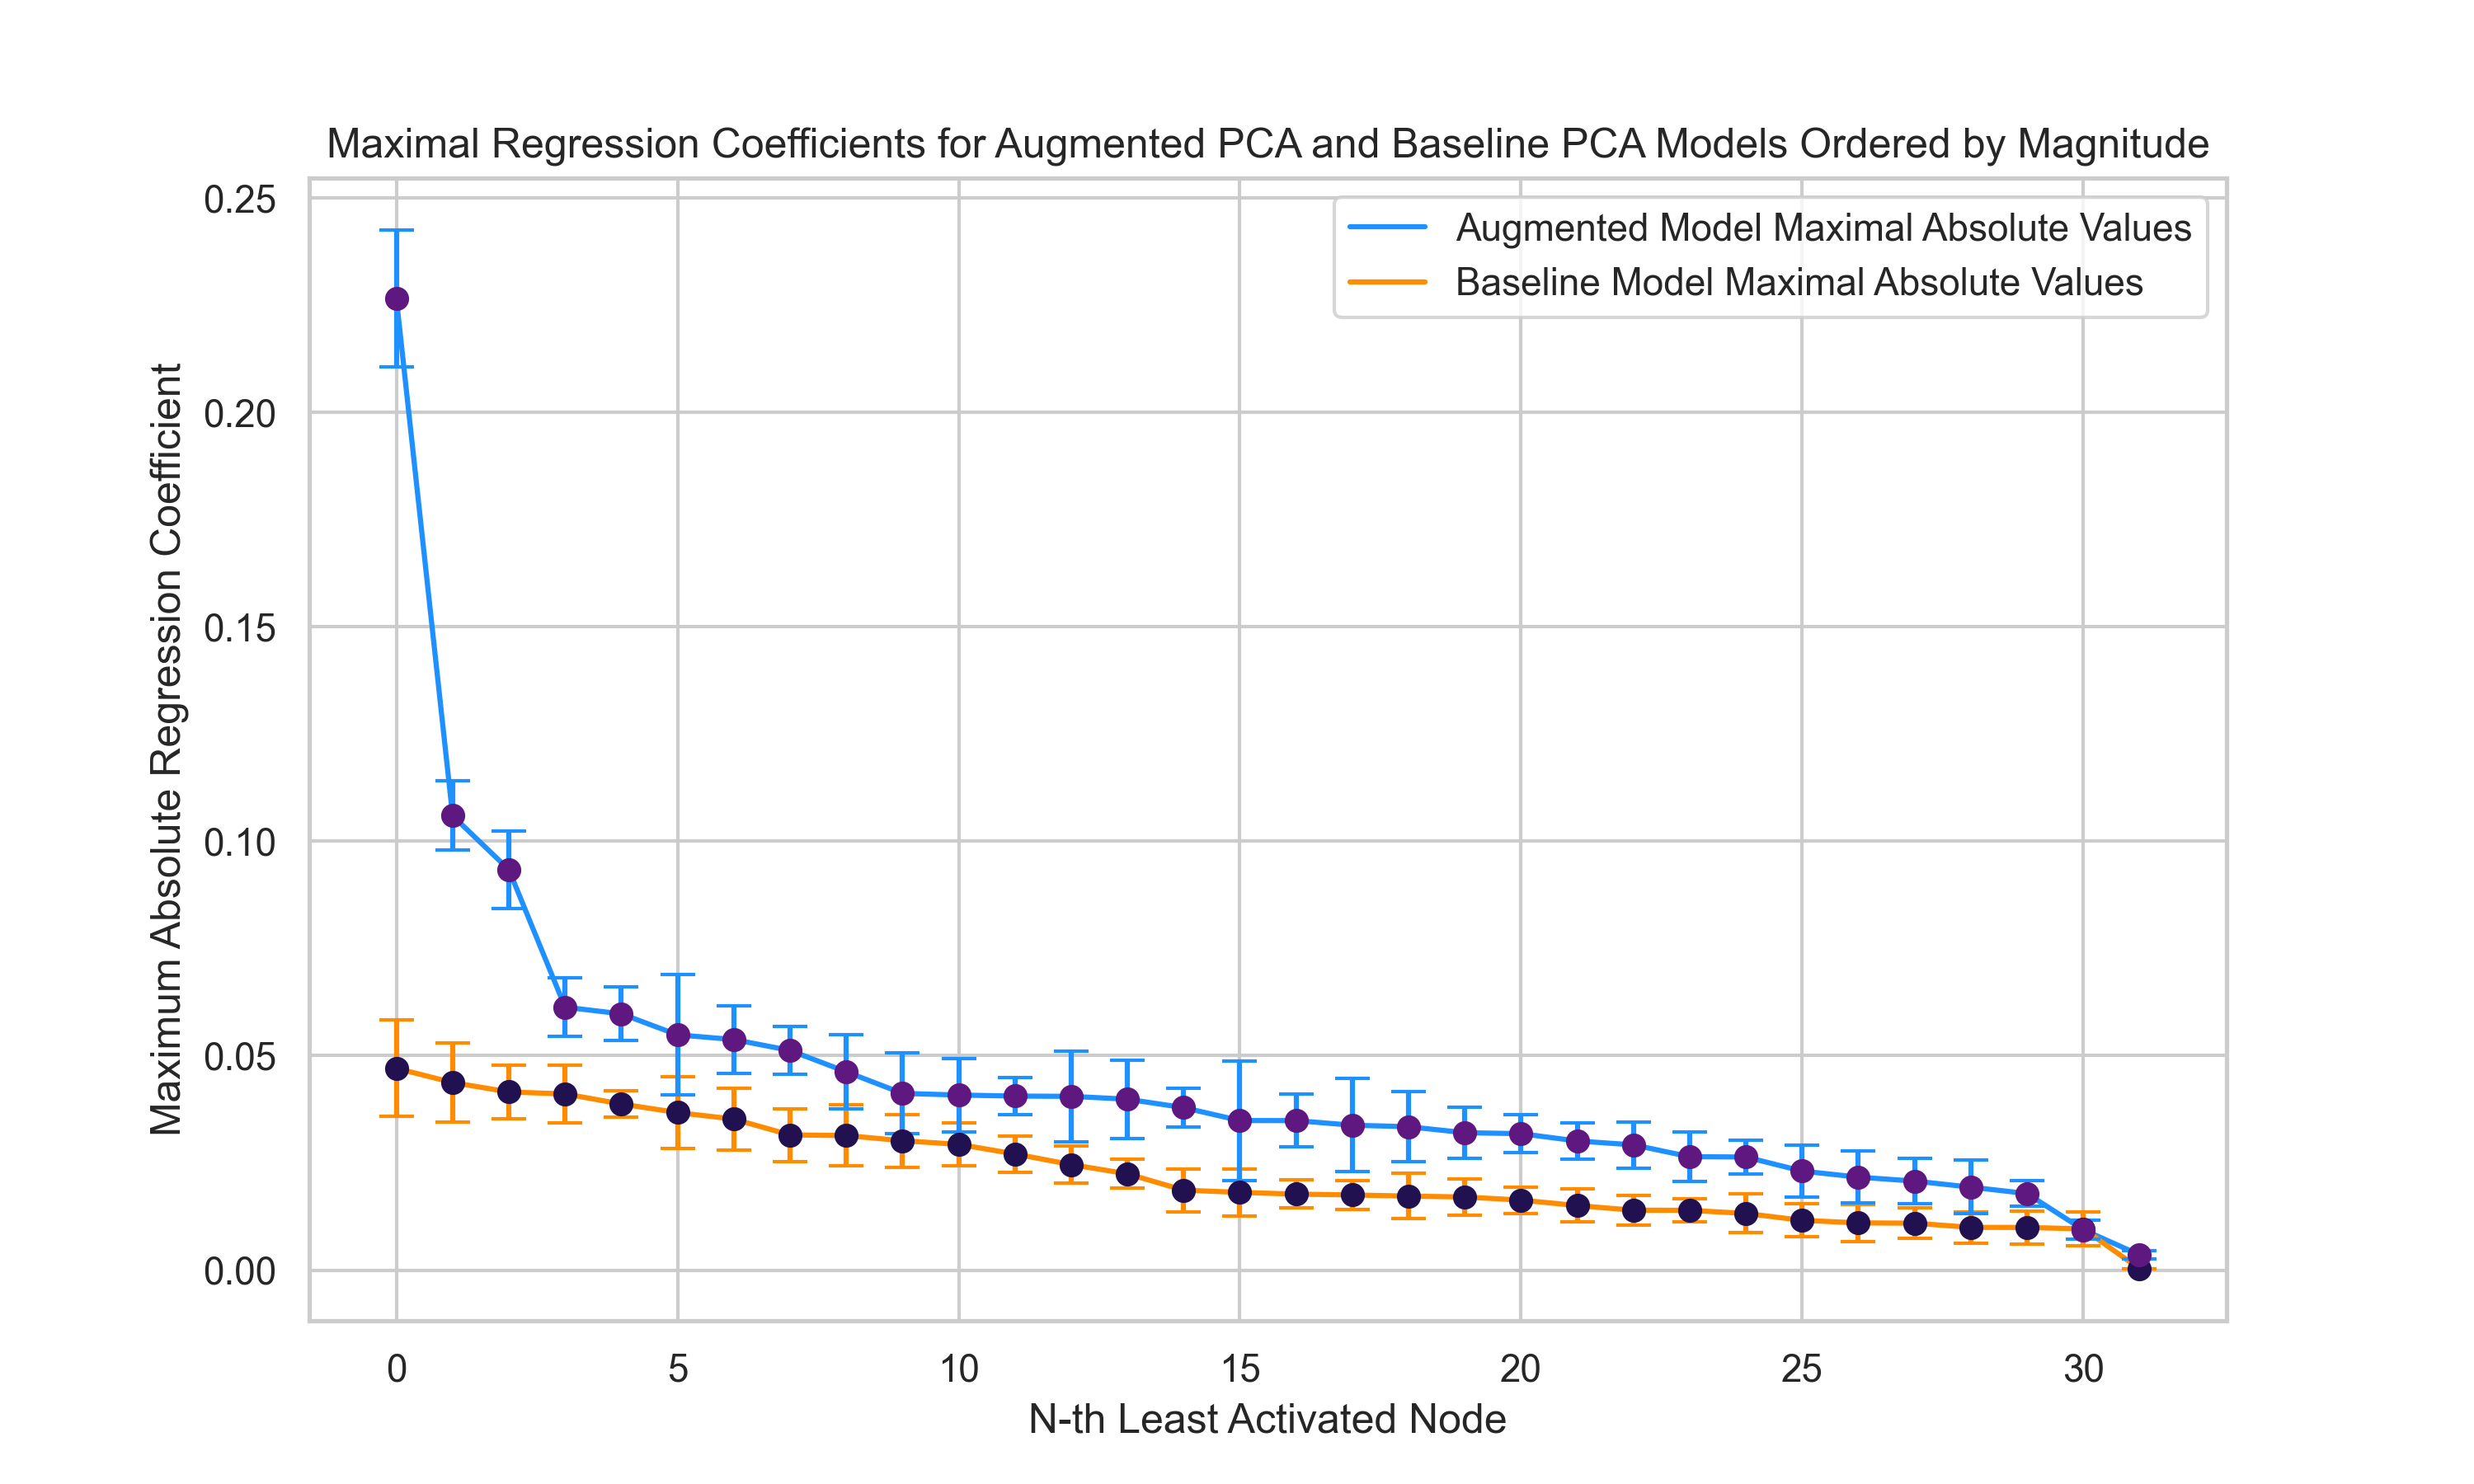 Maximal Regression Coefficients for Augmented PCA and Baseline PCA Models Ordered by Magnitude
Augmented Model Maximal Absolute Values
Baseline Model Maximal Absolute Values
Maximum Absolute Regression Coefficient
0.25
0.20
0.15
0.10
0.05
0.00
0 5 10 15 20 25 30
N-th Least Activated Node